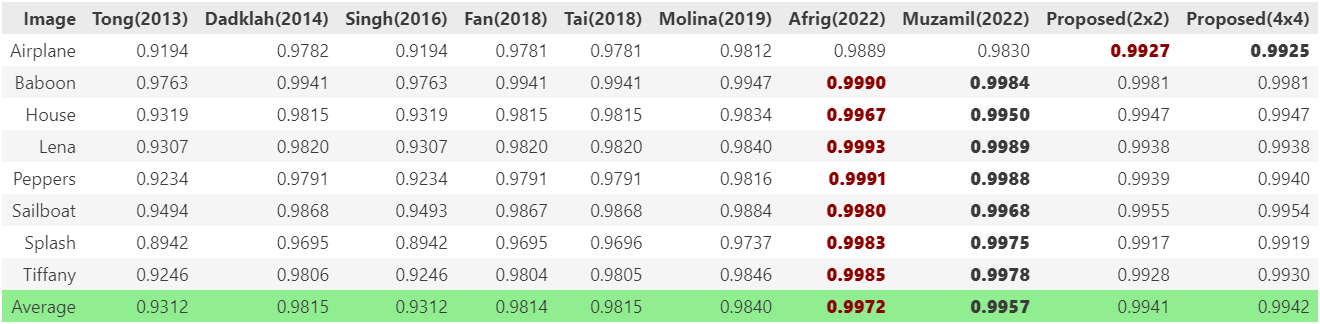 Image Tong(2013) Dadklah(2014) Singh(2016) Fan(2018) Tai(2018) Molina(2019) Afrig(2022) Muzamil(2022) Proposed(2x2) Proposed(4x4)
Airplane 0.9194 0.9782 0.9194 0.9781 0.9781 0.9812 0.9889 0.9830 0.9927 0.9925
Baboon 0.9763 0.9941 0.9763 0.9941 0.9941 0.9947 0.9990 0.9984 0.9981 0.9981
House 0.9319 0.9815 0.9319 0.9815 0.9815 0.9834 0.9967 0.9950 0.9947 0.9947
Lena 0.9307 0.9820 0.9307 0.9820 0.9820 0.9840 0.9993 0.9989 0.9938 0.9938
Peppers 0.9234 0.9791 0.9234 0.9791 0.9791 0.9816 0.9991 0.9988 0.9939 0.9940
Sailboat 0.9494 0.9868 0.9493 0.9867 0.9868 0.9884 0.9980 0.9968 0.9955 0.9954
Splash 0.8942 0.9695 0.8942 0.9695 0.9696 0.9737 0.9983 0.9975 0.9917 0.9919
Tiffany 0.9246 0.9806 0.9246 0.9804 0.9805 0.9846 0.9985 0.9978 0.9928 0.9930
Average 0.9312 0.9815 0.9312 0.9814 0.9815 0.9840 0.9972 0.9957 0.9941 0.9942